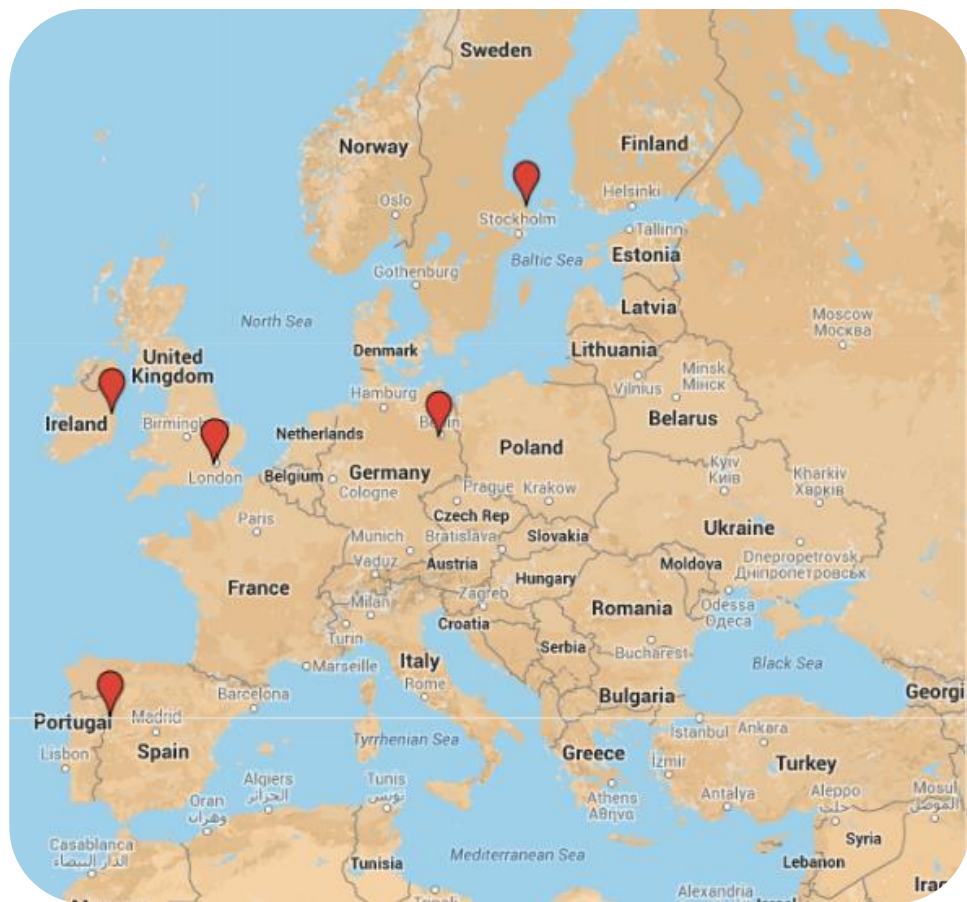 Sweden
Norway
Finland
Helsinki
Oslo
Stockholm
Tallinn
Baltic Sea
Estonia
Gothenburg
Latvia
North Sea
Moscow
Москва
Denmark
Lithuania
United
Kingdom
Minsk
Мінск
Vilnius
Hamburg
Ireland
Birmingh
Berlin
Belarus
Netherlands
Poland
London
Belgium
Germany
Cologne
Prague
Krakow
Kyiv
Київ
Kharkiv
Харків
Paris
Czech Rep
Ukraine
Munich
Bratislava
Slovakia
Vaduz
Austria
Moldova
Dnepropetrovsk
Дніпропетровськ
France
Hungary
Zagreb
Milan
Romania
Odessa
Одеса
Croatia
Turin
Serbia
Bucharest
Marseille
Italy
Black Sea
Rome
Barcelona
Bulgaria
Georgi
Portugal
Madrid
Istanbul
Ankara
Lisbon
Spain
Tyrrhenian Sea
Greece
İzmir
Turkey
Algiers
الجزائر
Tunis
تونس
Athens
Αθήνα
Antalya
Aleppo
حلب
Mosul
الموصل
Oran
وهران
Casablanca
الدار البيضاء
Tunisia
Mediterranean Sea
Syria
Lebanon
Alexandria
Iraq
Tripoli
Israel